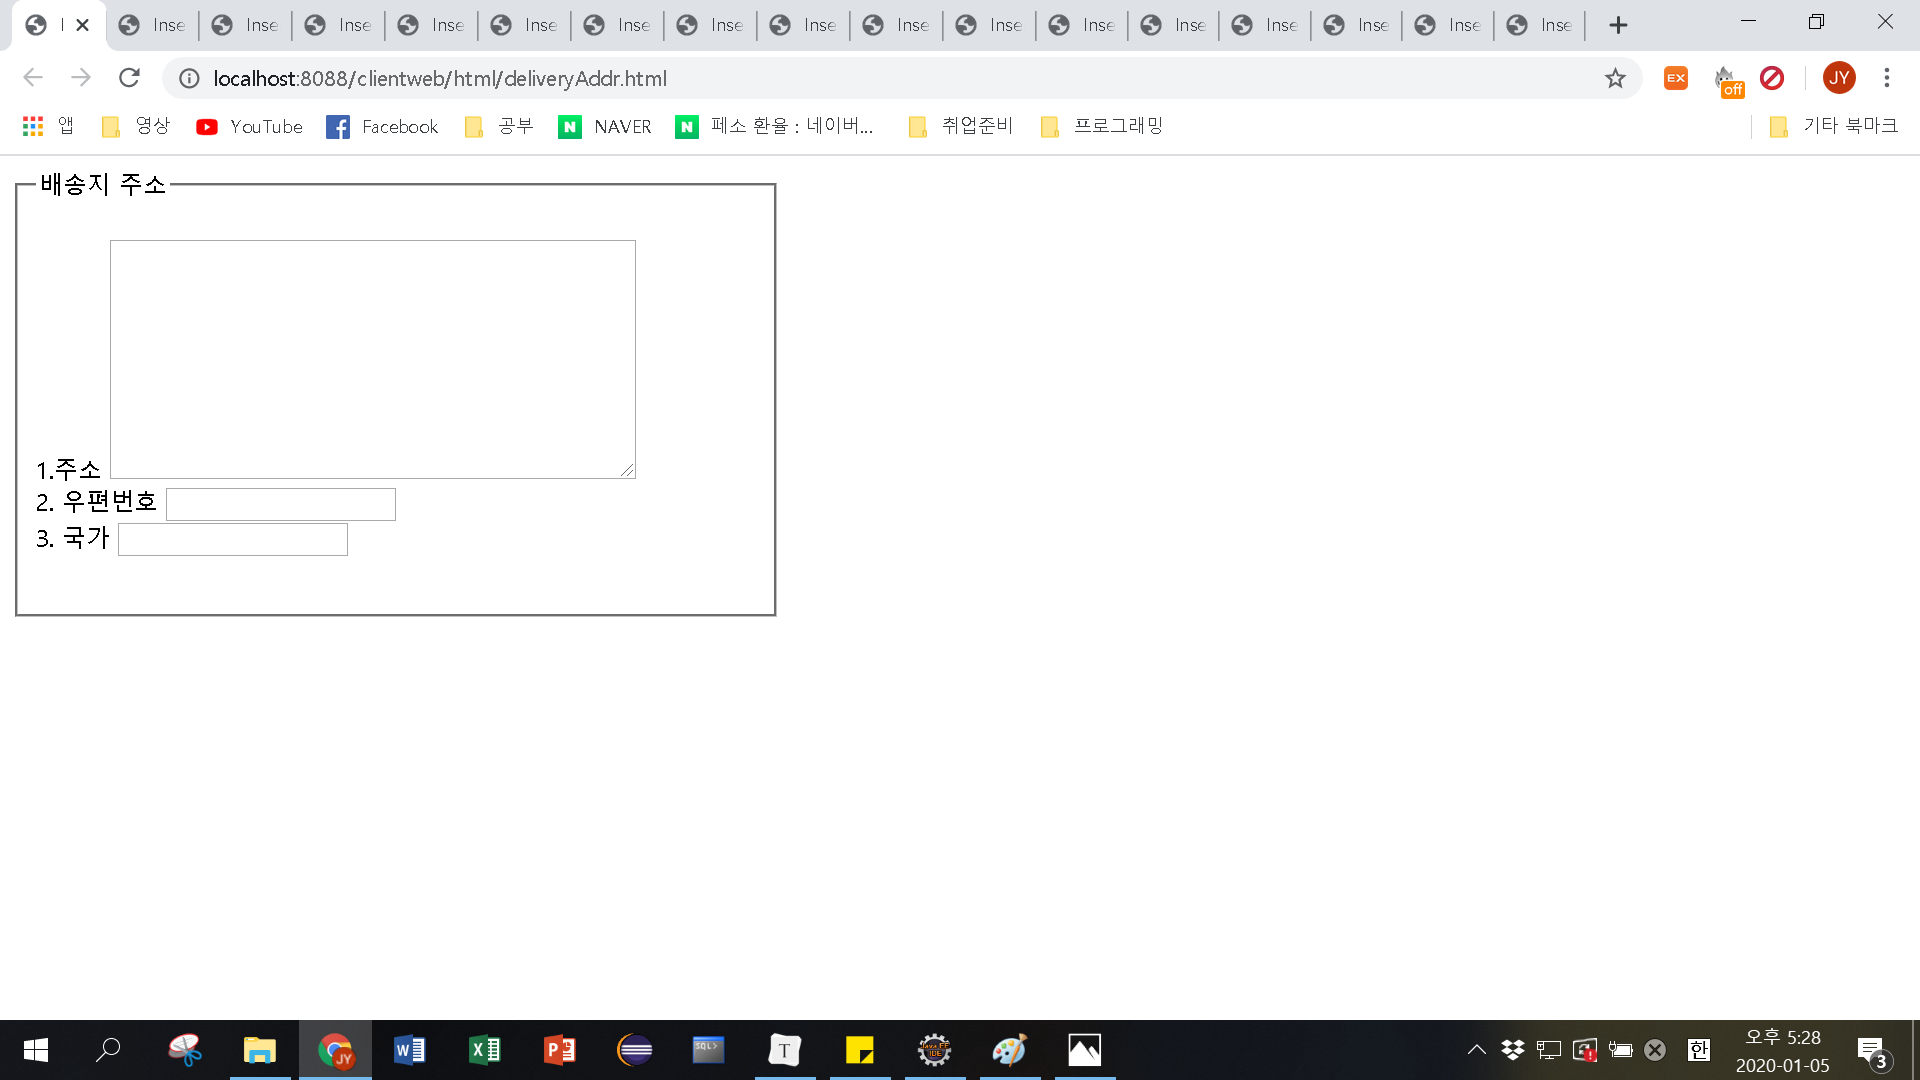 I Inse Inse Inse Inse Inse Inse Inse Inse Inse Inse Inse Inse Inse Inse Inse Inse
localhost:8088/clientweb/html/deliveryAddr.html EX off JY
앱 영상 YouTube Facebook 공부 N NAVER N 페소 환율 : 네이버... 취업준비 프로그래밍 기타 북마크
배송지 주소
1.주소
2. 우편번호
3. 국가
JY W X P SQL> T Java EE IDE 한 오후 5:28
2020-01-05 3